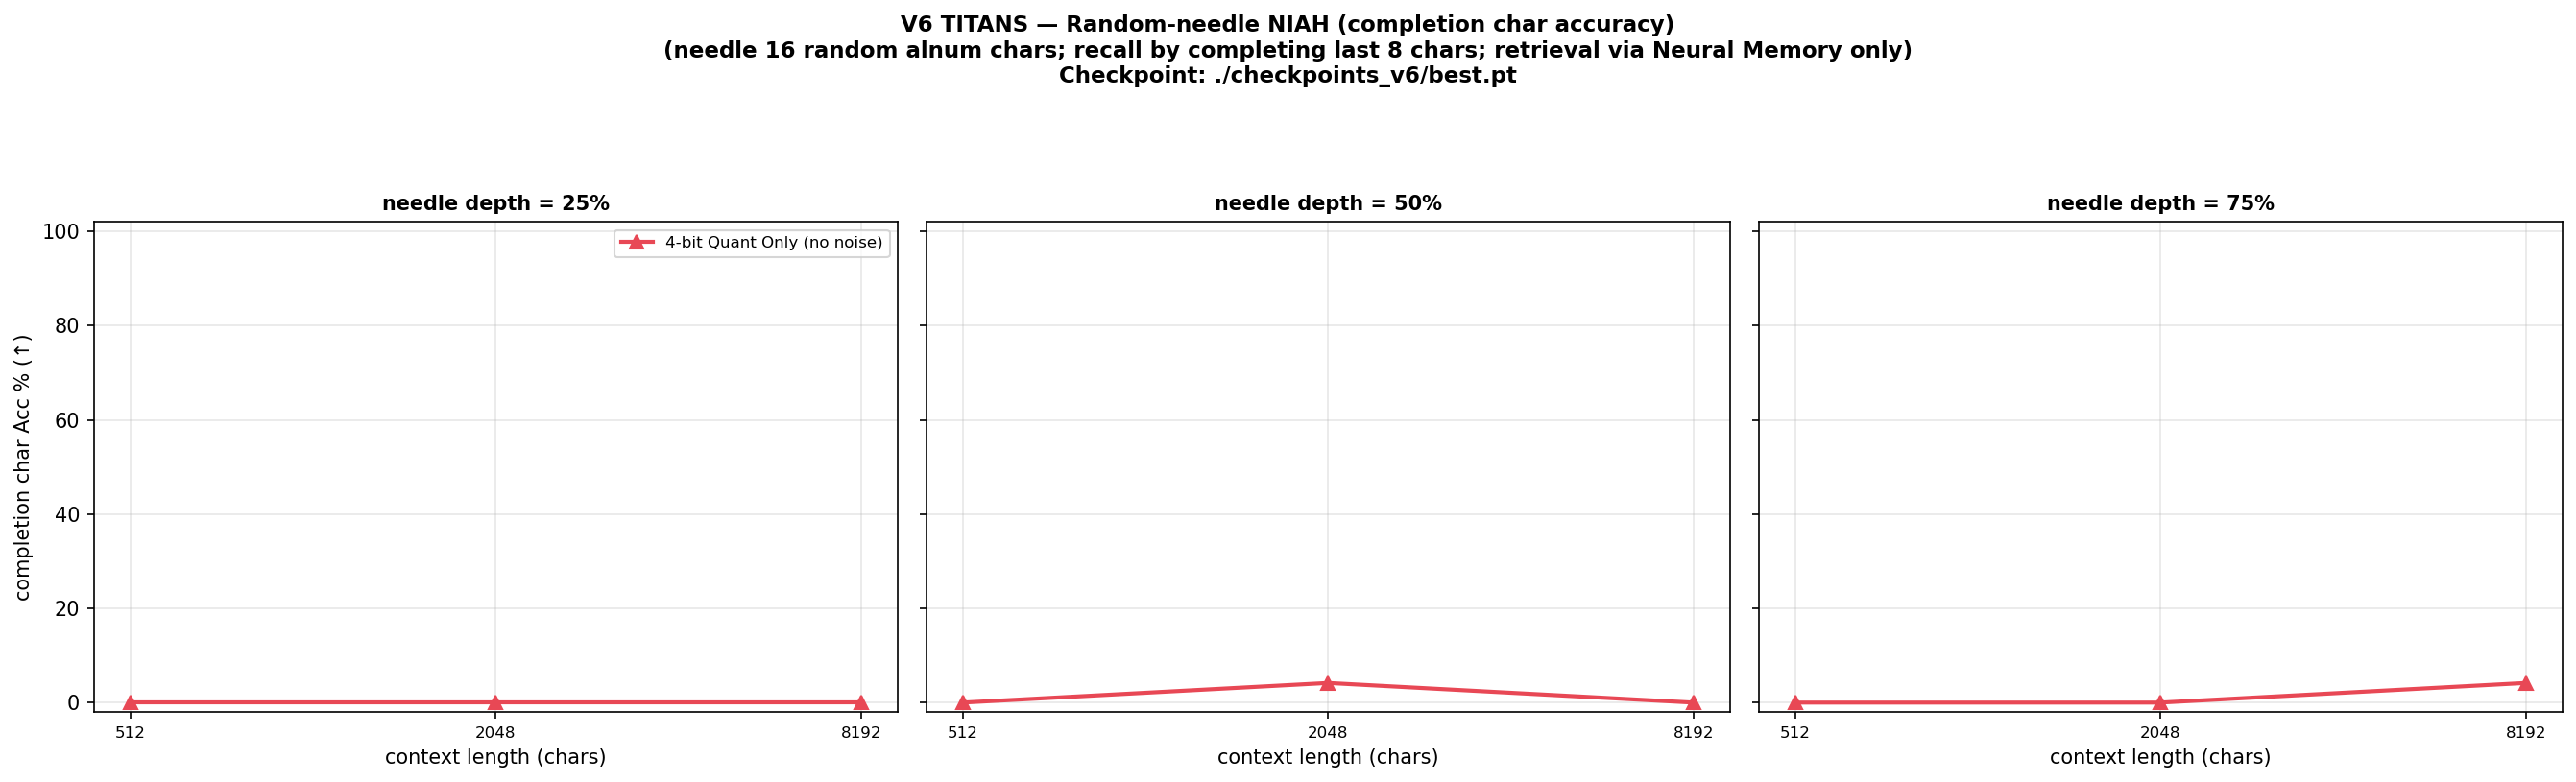 V6 TITANS — Random-needle NIAH (completion char accuracy)
(needle 16 random alnum chars; recall by completing last 8 chars; retrieval via Neural Memory only)
Checkpoint: ./checkpoints_v6/best.pt
needle depth = 25%
needle depth = 50%
needle depth = 75%
4-bit Quant Only (no noise)
completion char Acc % (↑)
100
80
60
40
20
0
512
2048
8192
512
2048
8192
512
2048
8192
context length (chars)
context length (chars)
context length (chars)